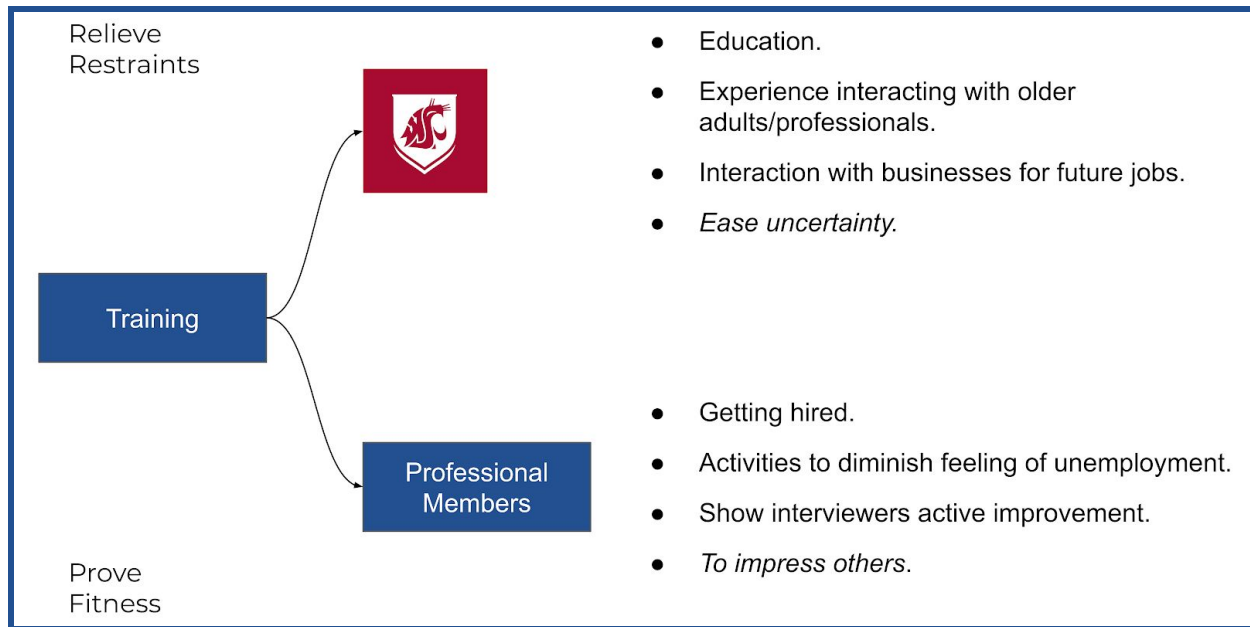 Relieve
Restraints
● Education.
● Experience interacting with older
adults/professionals.
● Interaction with businesses for future jobs.
● Ease uncertainty.
Training
Professional
Members
● Getting hired.
● Activities to diminish feeling of unemployment.
● Show interviewers active improvement.
● To impress others.
Prove
Fitness